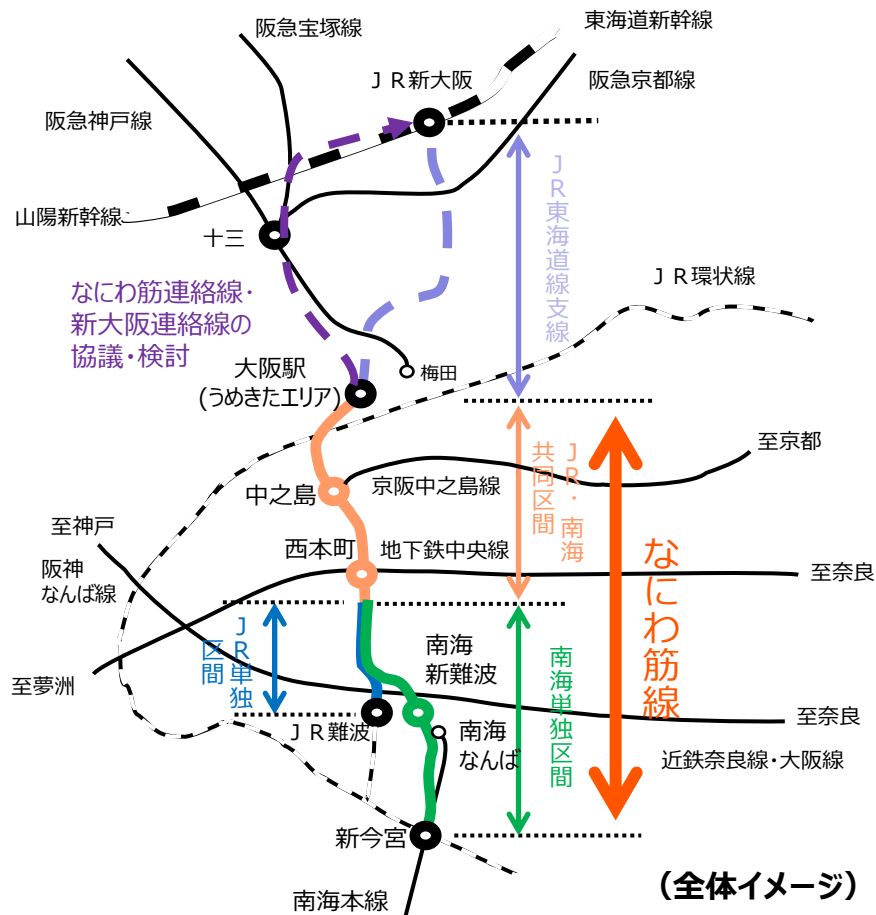 東海道新幹線
阪急宝塚線
ＪＲ新大阪
阪急京都線
阪急神戸線
山陽新幹線
十三
ＪＲ東海道線支線
ＪＲ環状線
なにわ筋連絡線・
新大阪連絡線の
協議・検討
大阪駅
(うめきたエリア)
梅田
至京都
ＪＲ・南海
共同区間
京阪中之島線
中之島
至神戸
西本町
地下鉄中央線
なにわ筋線
阪神
なんば線
至奈良
ＪＲ単独
区間
南海
新難波
南海単独区間
至夢洲
至奈良
ＪＲ難波
南海
なんば
近鉄奈良線・大阪線
新今宮
南海本線
（全体イメージ）